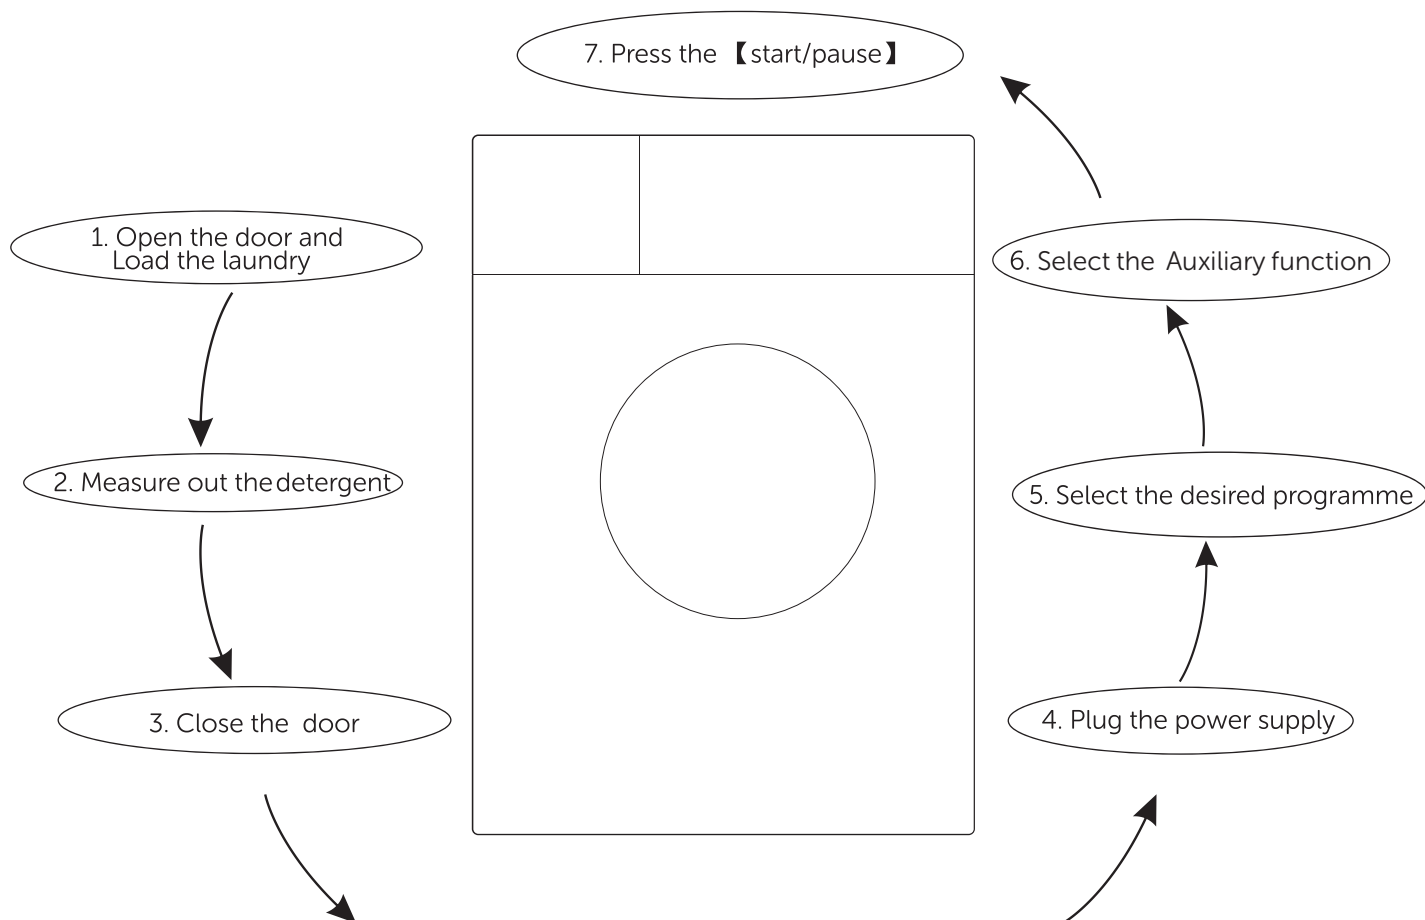 7. Press the 【start/pause】
1. Open the door and
Load the laundry
2. Measure out the detergent
3. Close the door
4. Plug the power supply
5. Select the desired programme
6. Select the Auxiliary function